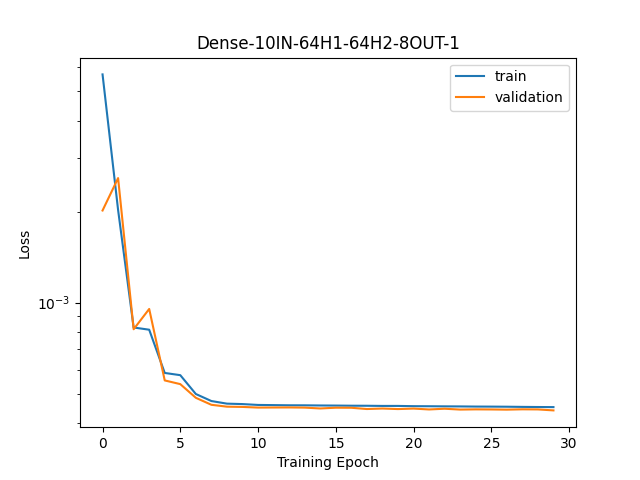 Dense-10IN-64H1-64H2-8OUT-1
train
validation
Loss
10⁻³
0 5 10 15 20 25 30
Training Epoch